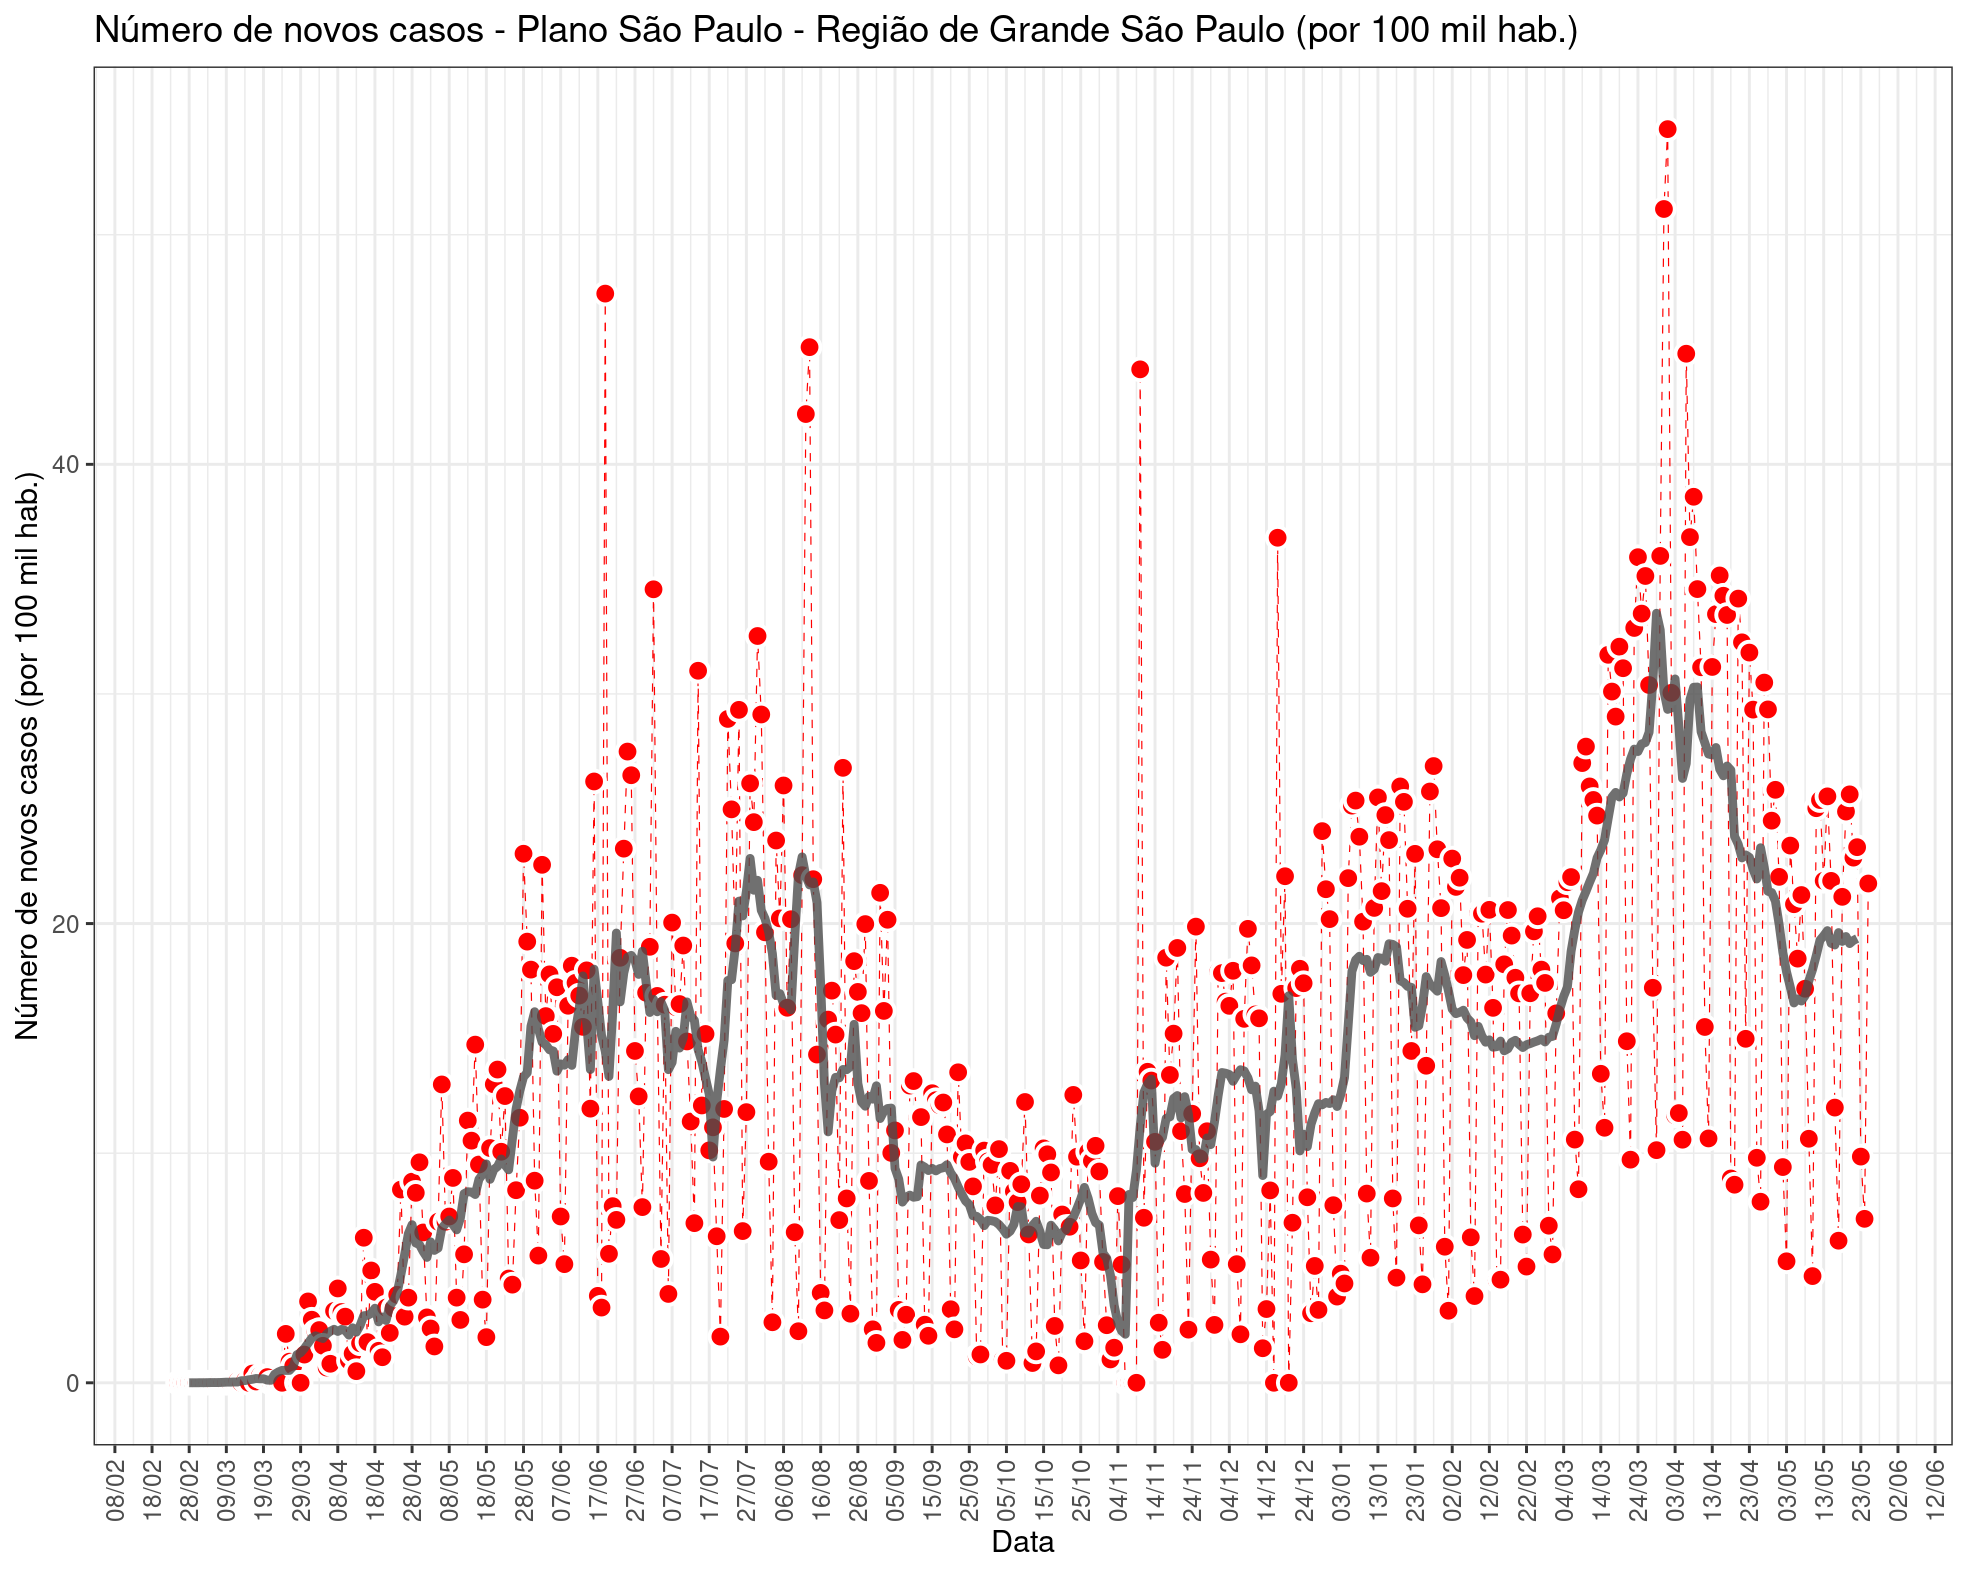 Número de novos casos - Plano São Paulo - Região de Grande São Paulo (por 100 mil hab.)
Número de novos casos (por 100 mil hab.)
40
20
0
08/02 18/02 28/02 09/03 19/03 29/03 08/04 18/04 28/04 08/05 18/05 28/05 07/06 17/06 27/06 07/07 17/07 27/07 06/08 16/08 26/08 05/09 15/09 25/09 05/10 15/10 25/10 04/11 14/11 24/11 04/12 14/12 24/12 03/01 13/01 23/01 02/02 12/02 22/02 04/03 14/03 24/03 03/04 13/04 23/04 03/05 13/05 23/05 02/06 12/06
Data